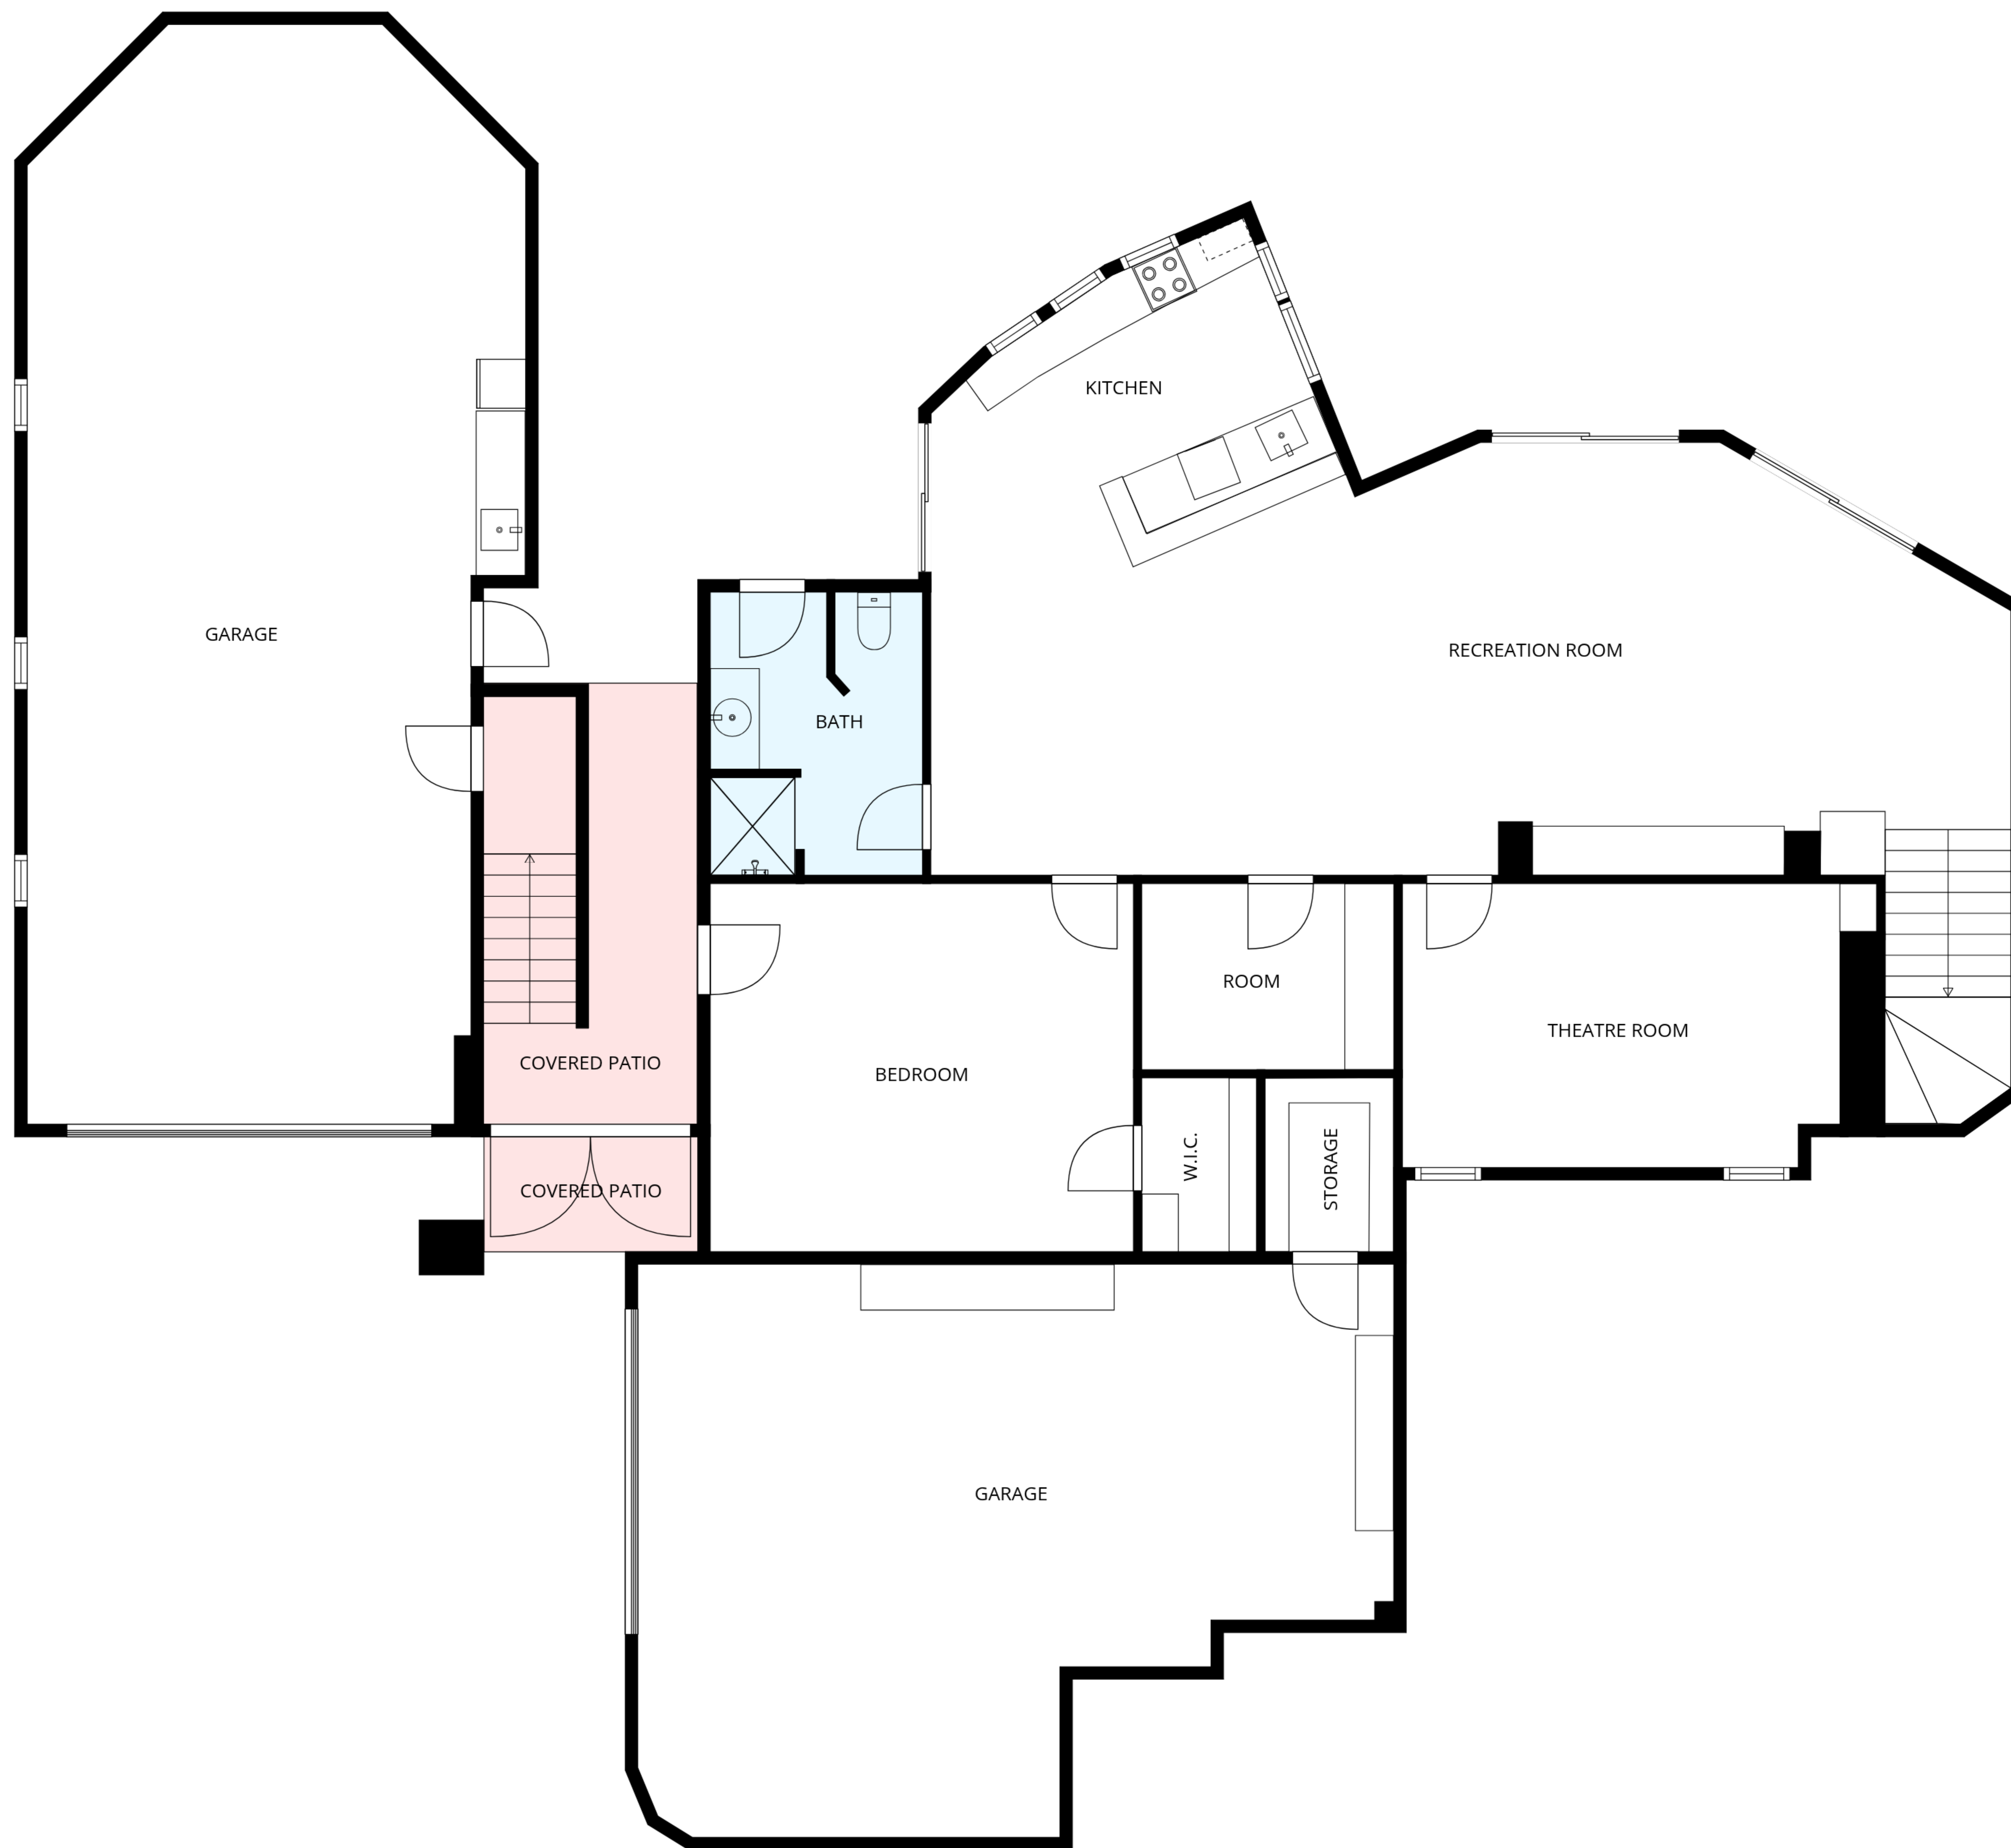 KITCHEN
GARAGE
RECREATION ROOM
BATH
ROOM
THEATRE ROOM
COVERED PATIO
BEDROOM
W.I.C.
STORAGE
COVERED PATIO
GARAGE